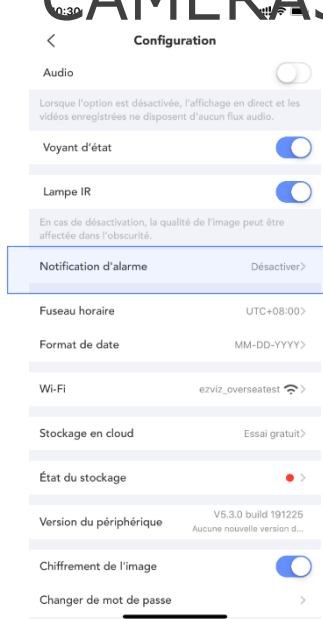 CAMERAS
0:30
Configuration
Audio
Lorsque l'option est désactivée, l'affichage en direct et les
vidéos enregistrées ne disposent d'aucun flux audio.
Voyant d'état
Lampe IR
En cas de désactivation, la qualité de l'image peut être
affectée dans l'obscurité.
Notification d'alarme Désactiver>
Fuseau horaire UTC+08:00>
Format de date MM-DD-YYYY>
Wi-Fi ezviz_overseatest >
Stockage en cloud Essai gratuit>
État du stockage >
Version du périphérique V5.3.0 build 191225
Aucune nouvelle version d...
Chiffrement de l'image
Changer de mot de passe >